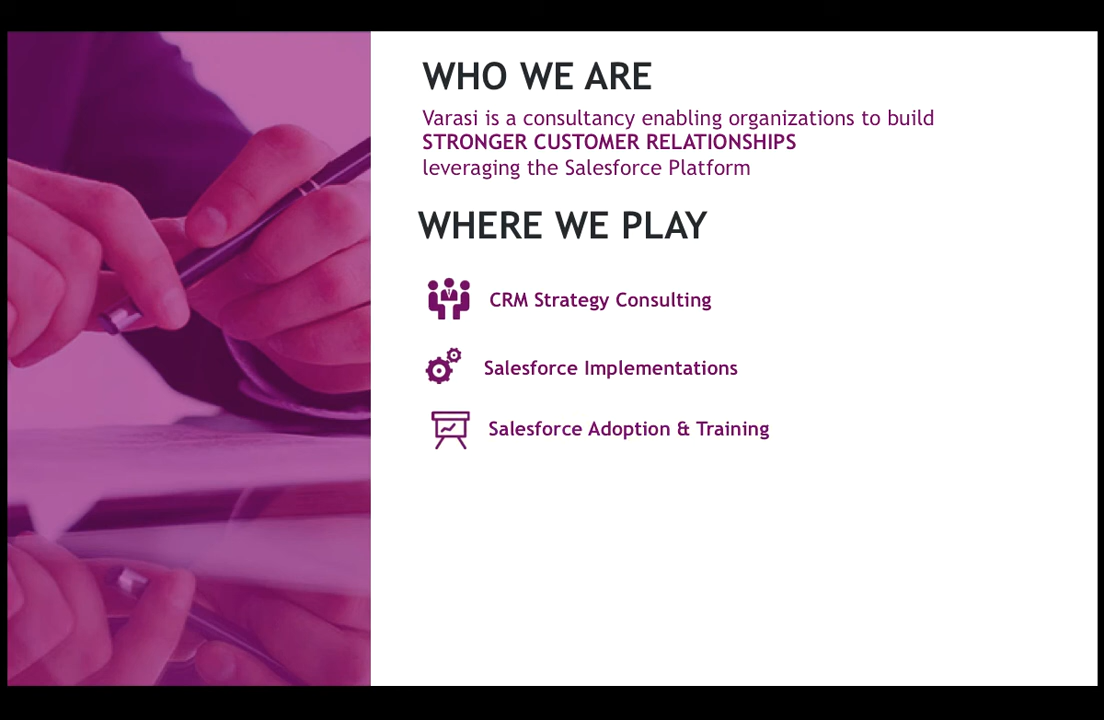 WHO WE ARE
Varasi is a consultancy enabling organizations to build
STRONGER CUSTOMER RELATIONSHIPS
leveraging the Salesforce Platform
WHERE WE PLAY
CRM Strategy Consulting
Salesforce Implementations
Salesforce Adoption & Training